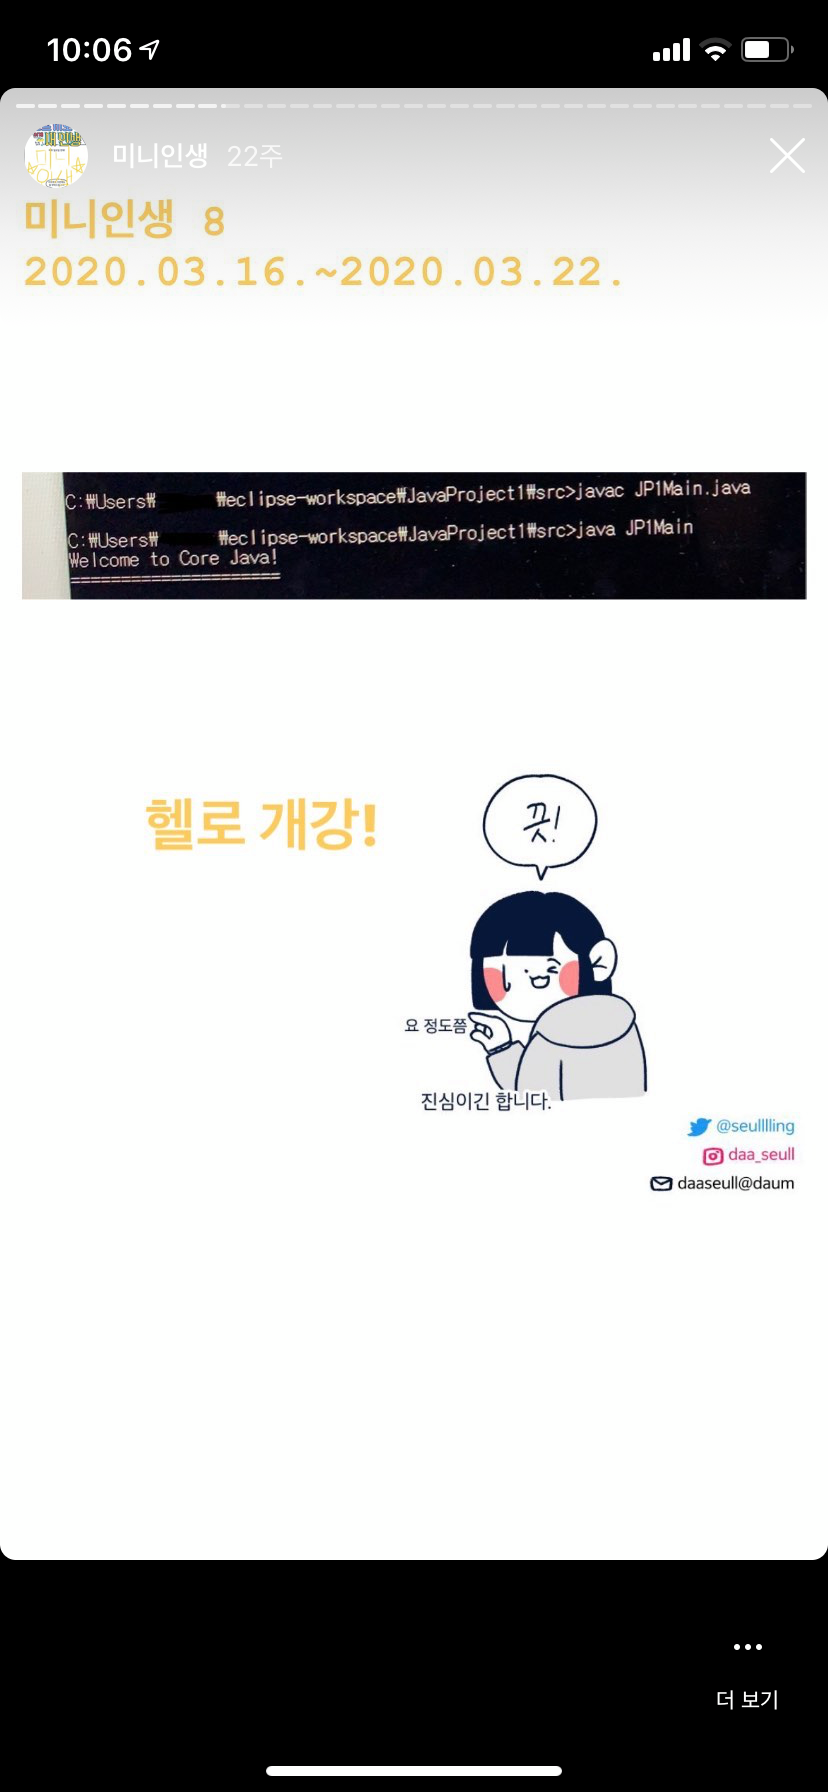 10:06
미니인생 22주
미니인생 8
2020.03.16.~2020.03.22.
C:₩Users₩ ₩eclipse-workspace₩JavaProject1₩src>javac JP1Main.java
C:₩Users₩ ₩eclipse-workspace₩JavaProject1₩src>java JP1Main
Welcome to Core Java!
=====================
헬로 개강!
끗!
요 정도쯤
진심이긴 합니다.
@seulllling
daa_seull
daaseull@daum
더 보기